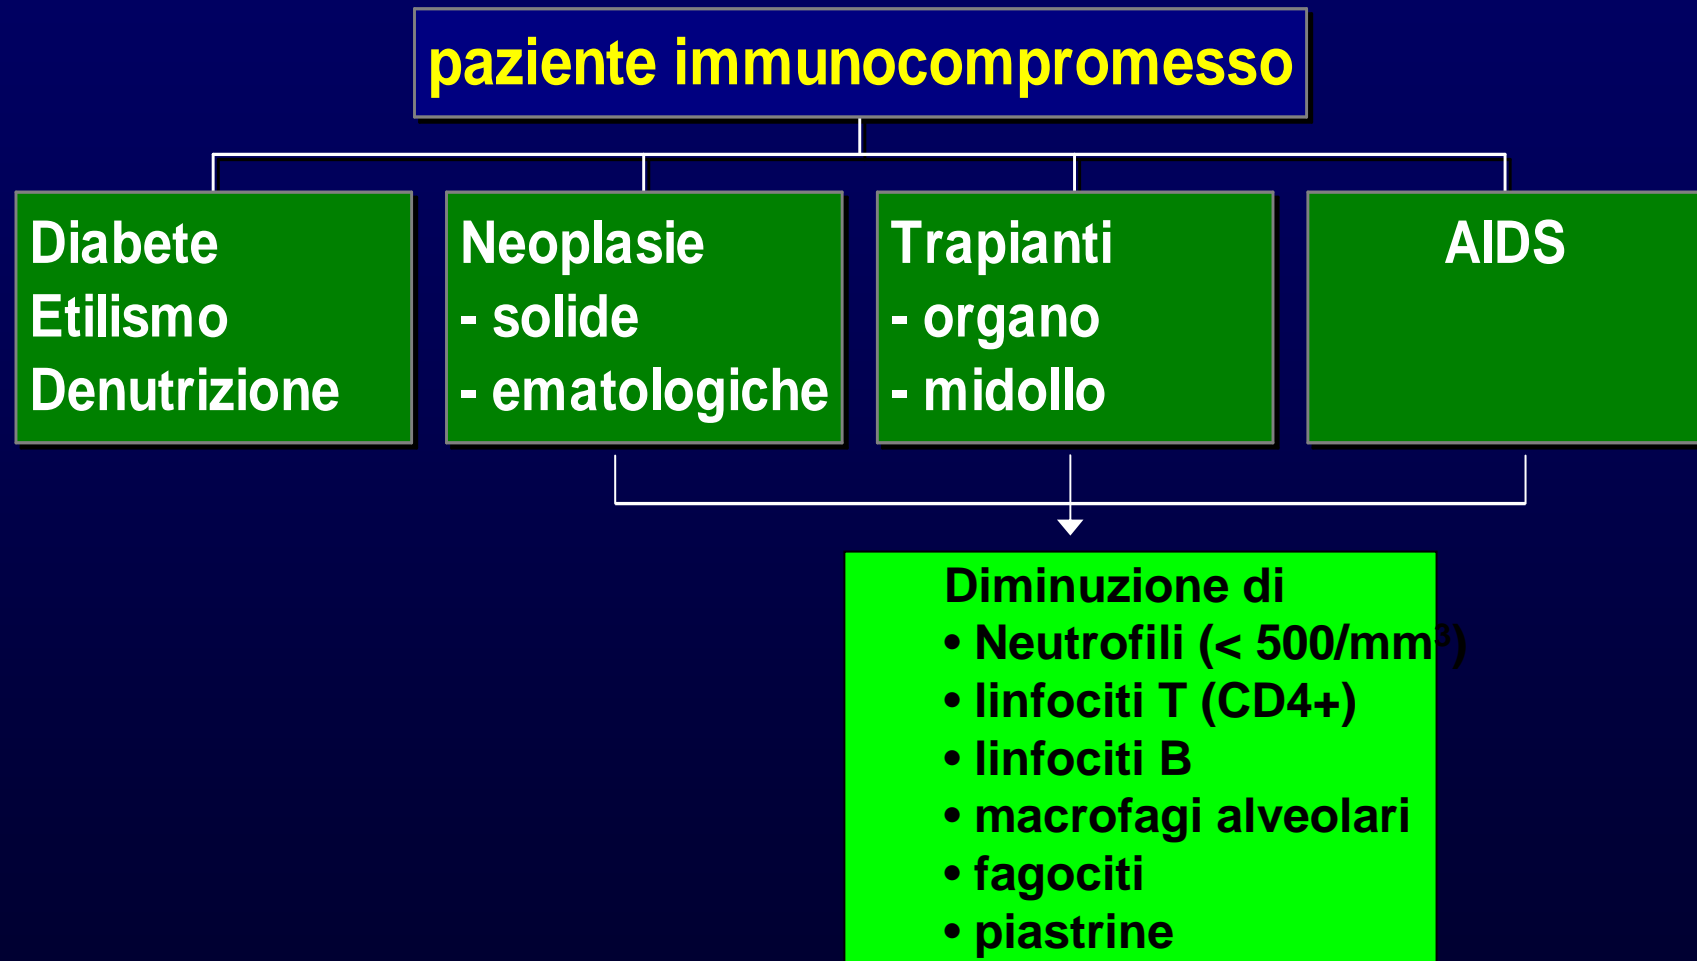 paziente immunocompromesso
Diabete
Etilismo
Denutrizione
Neoplasie
- solide
- ematologiche
Trapianti
- organo
- midollo
AIDS
Diminuzione di
• Neutrofili (< 500/mm³)
• linfociti T (CD4+)
• linfociti B
• macrofagi alveolari
• fagociti
• piastrine